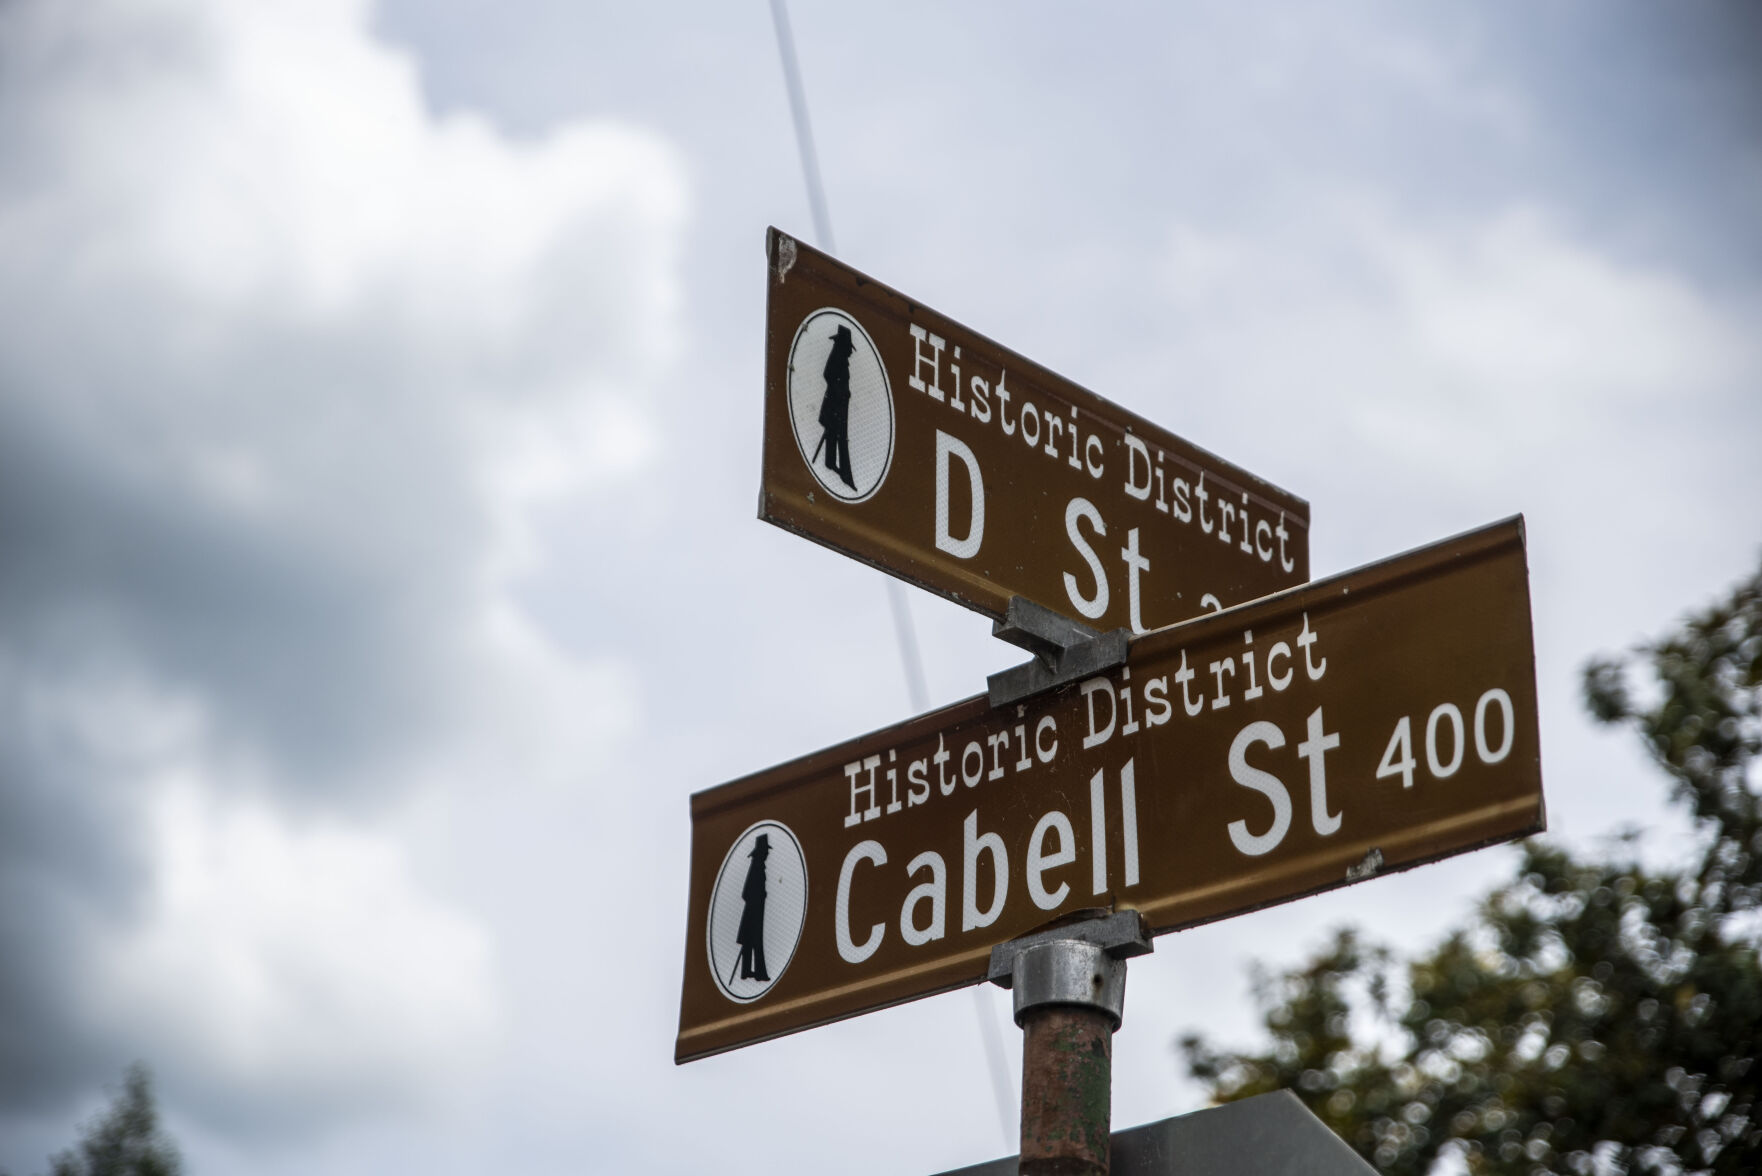 Historic District
D St
Historic District
Cabell St 400